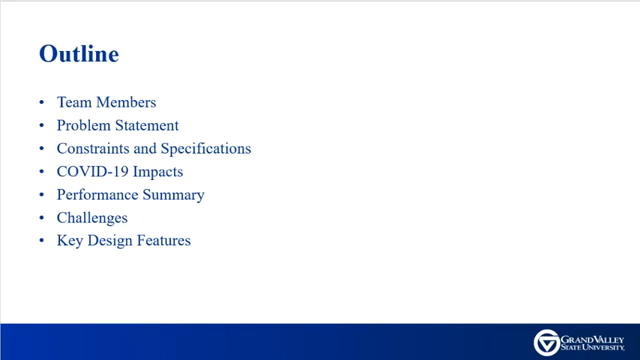 Outline
• Team Members
• Problem Statement
• Constraints and Specifications
• COVID-19 Impacts
• Performance Summary
• Challenges
• Key Design Features
GRAND VALLEY
STATE UNIVERSITY